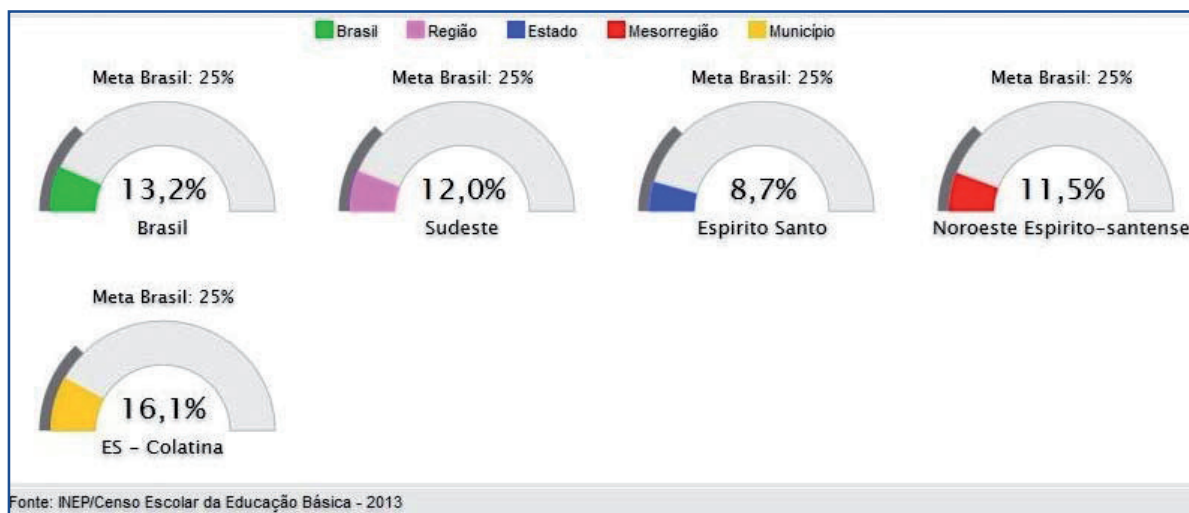 Brasil Região Estado Mesorregião Município
Meta Brasil: 25% Meta Brasil: 25% Meta Brasil: 25% Meta Brasil: 25%
13,2% 12,0% 8,7% 11,5%
Brasil Sudeste Espirito Santo Noroeste Espirito-santense
Meta Brasil: 25%
16,1%
ES - Colatina
Fonte: INEP/Censo Escolar da Educação Básica - 2013